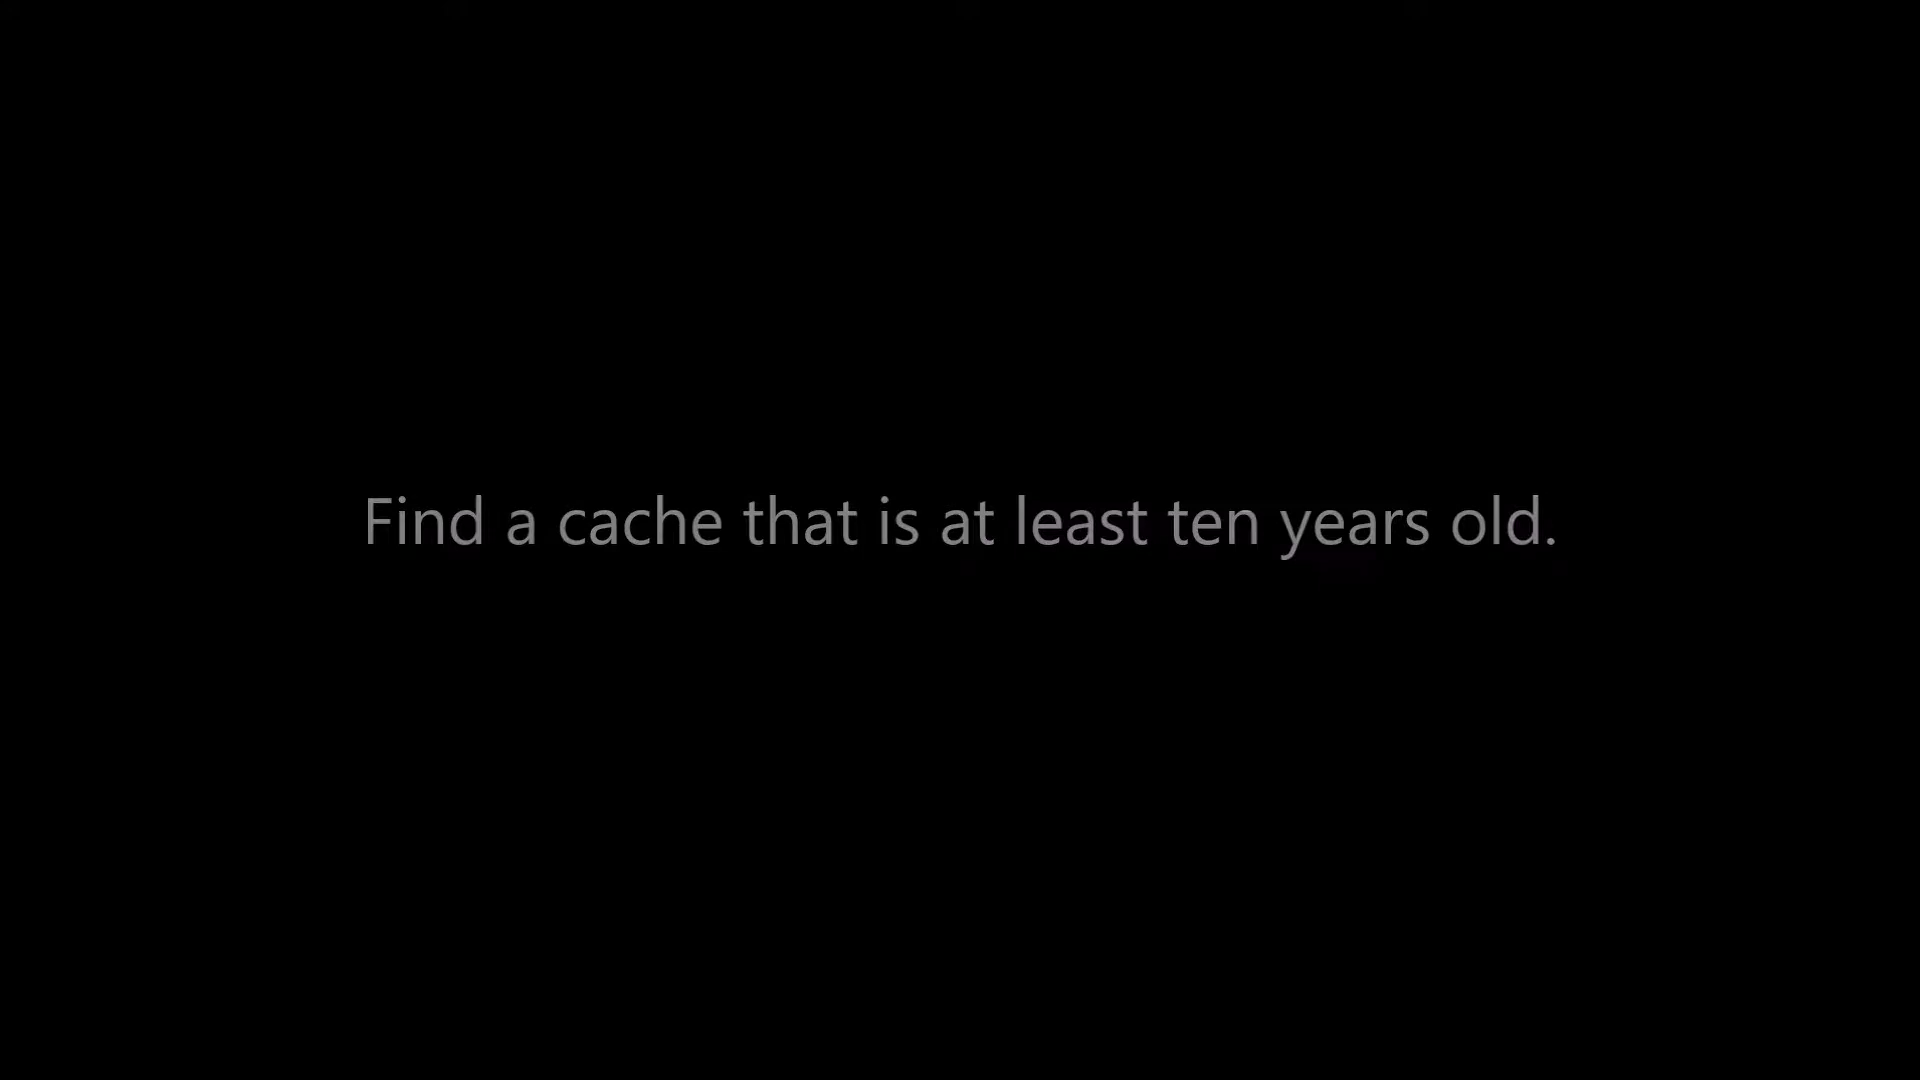 Find a cache that is at least ten years old.